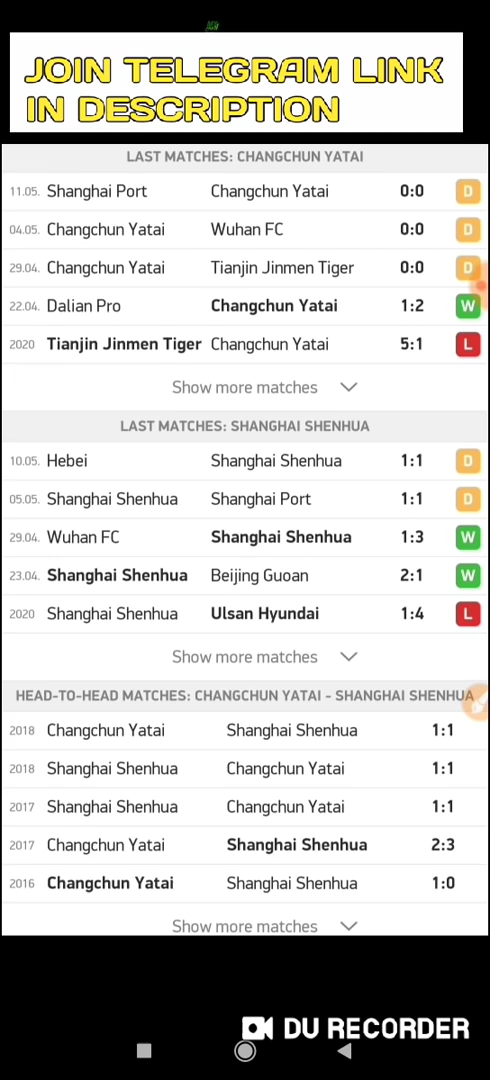 JOIN TELEGRAM LINK
IN DESCRIPTION
LAST MATCHES: CHANGCHUN YATAI
11.05. Shanghai Port Changchun Yatai 0:0 D
04.05. Changchun Yatai Wuhan FC 0:0 D
29.04. Changchun Yatai Tianjin Jinmen Tiger 0:0 D
22.04. Dalian Pro Changchun Yatai 1:2 W
2020 Tianjin Jinmen Tiger Changchun Yatai 5:1 L
Show more matches
LAST MATCHES: SHANGHAI SHENHUA
10.05. Hebei Shanghai Shenhua 1:1 D
05.05. Shanghai Shenhua Shanghai Port 1:1 D
29.04. Wuhan FC Shanghai Shenhua 1:3 W
23.04. Shanghai Shenhua Beijing Guoan 2:1 W
2020 Shanghai Shenhua Ulsan Hyundai 1:4 L
Show more matches
HEAD-TO-HEAD MATCHES: CHANGCHUN YATAI - SHANGHAI SHENHUA
2018 Changchun Yatai Shanghai Shenhua 1:1
2018 Shanghai Shenhua Changchun Yatai 1:1
2017 Shanghai Shenhua Changchun Yatai 1:1
2017 Changchun Yatai Shanghai Shenhua 2:3
2016 Changchun Yatai Shanghai Shenhua 1:0
Show more matches
DU RECORDER